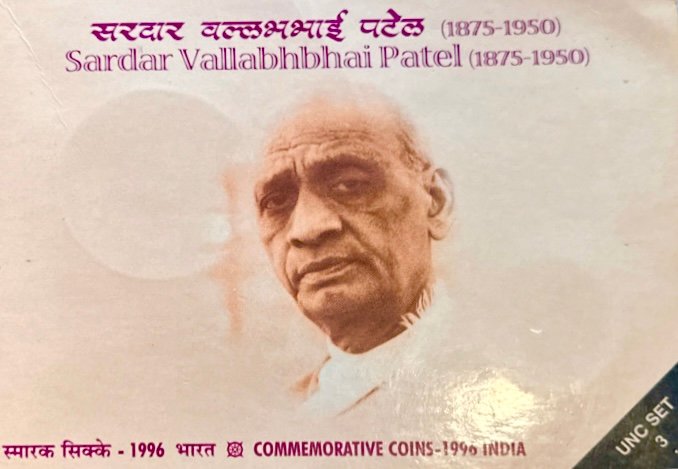 सरदार वल्लभभाई पटेल (1875-1950)
Sardar Vallabhbhai Patel (1875-1950)
स्मारक सिक्के - 1996 भारत COMMEMORATIVE COINS-1996 INDIA
UNC SET
3